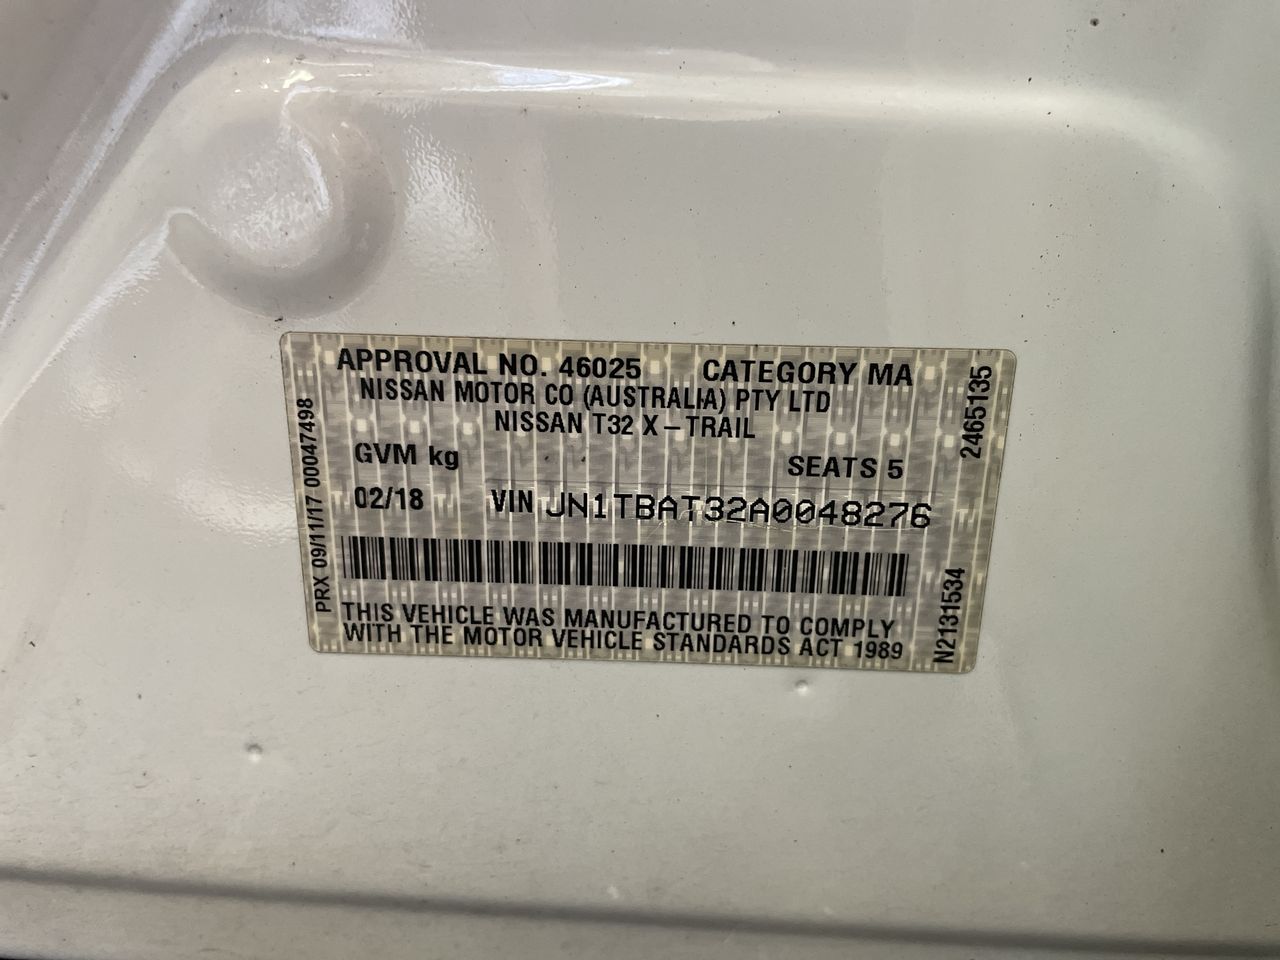 APPROVAL NO. 46025 CATEGORY MA
NISSAN MOTOR CO (AUSTRALIA) PTY LTD
NISSAN T32 X-TRAIL
GVM kg SEATS 5
02/18 VIN JN1TBAT32A0048276
THIS VEHICLE WAS MANUFACTURED TO COMPLY
WITH THE MOTOR VEHICLE STANDARDS ACT 1989
PRX 09/11/17 00047498
2465135
N2131534